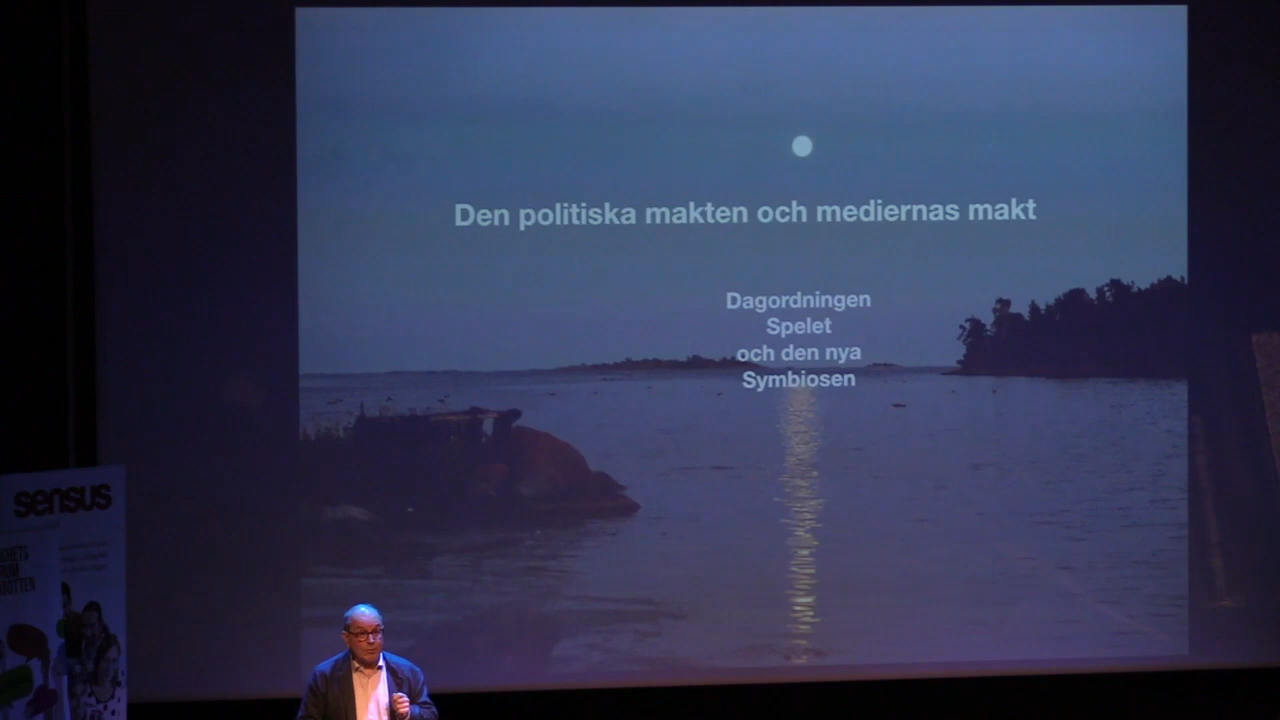 Den politiska makten och mediernas makt
Dagordningen
Spelet
och den nya
Symbiosen
sensus